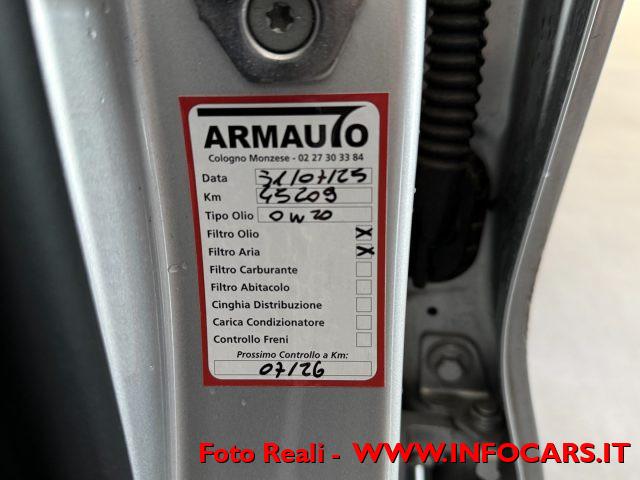 ARMAUTO
Cologno Monzese - 02 27 30 33 84
Data 31/07/25
Km 45209
Tipo Olio 0W20
Filtro Olio X
Filtro Aria X
Filtro Carburante
Filtro Abitacolo
Cinghia Distribuzione
Carica Condizionatore
Controllo Freni
Prossimo Controllo a Km:
07/26
Foto Reali - WWW.INFOCARS.IT